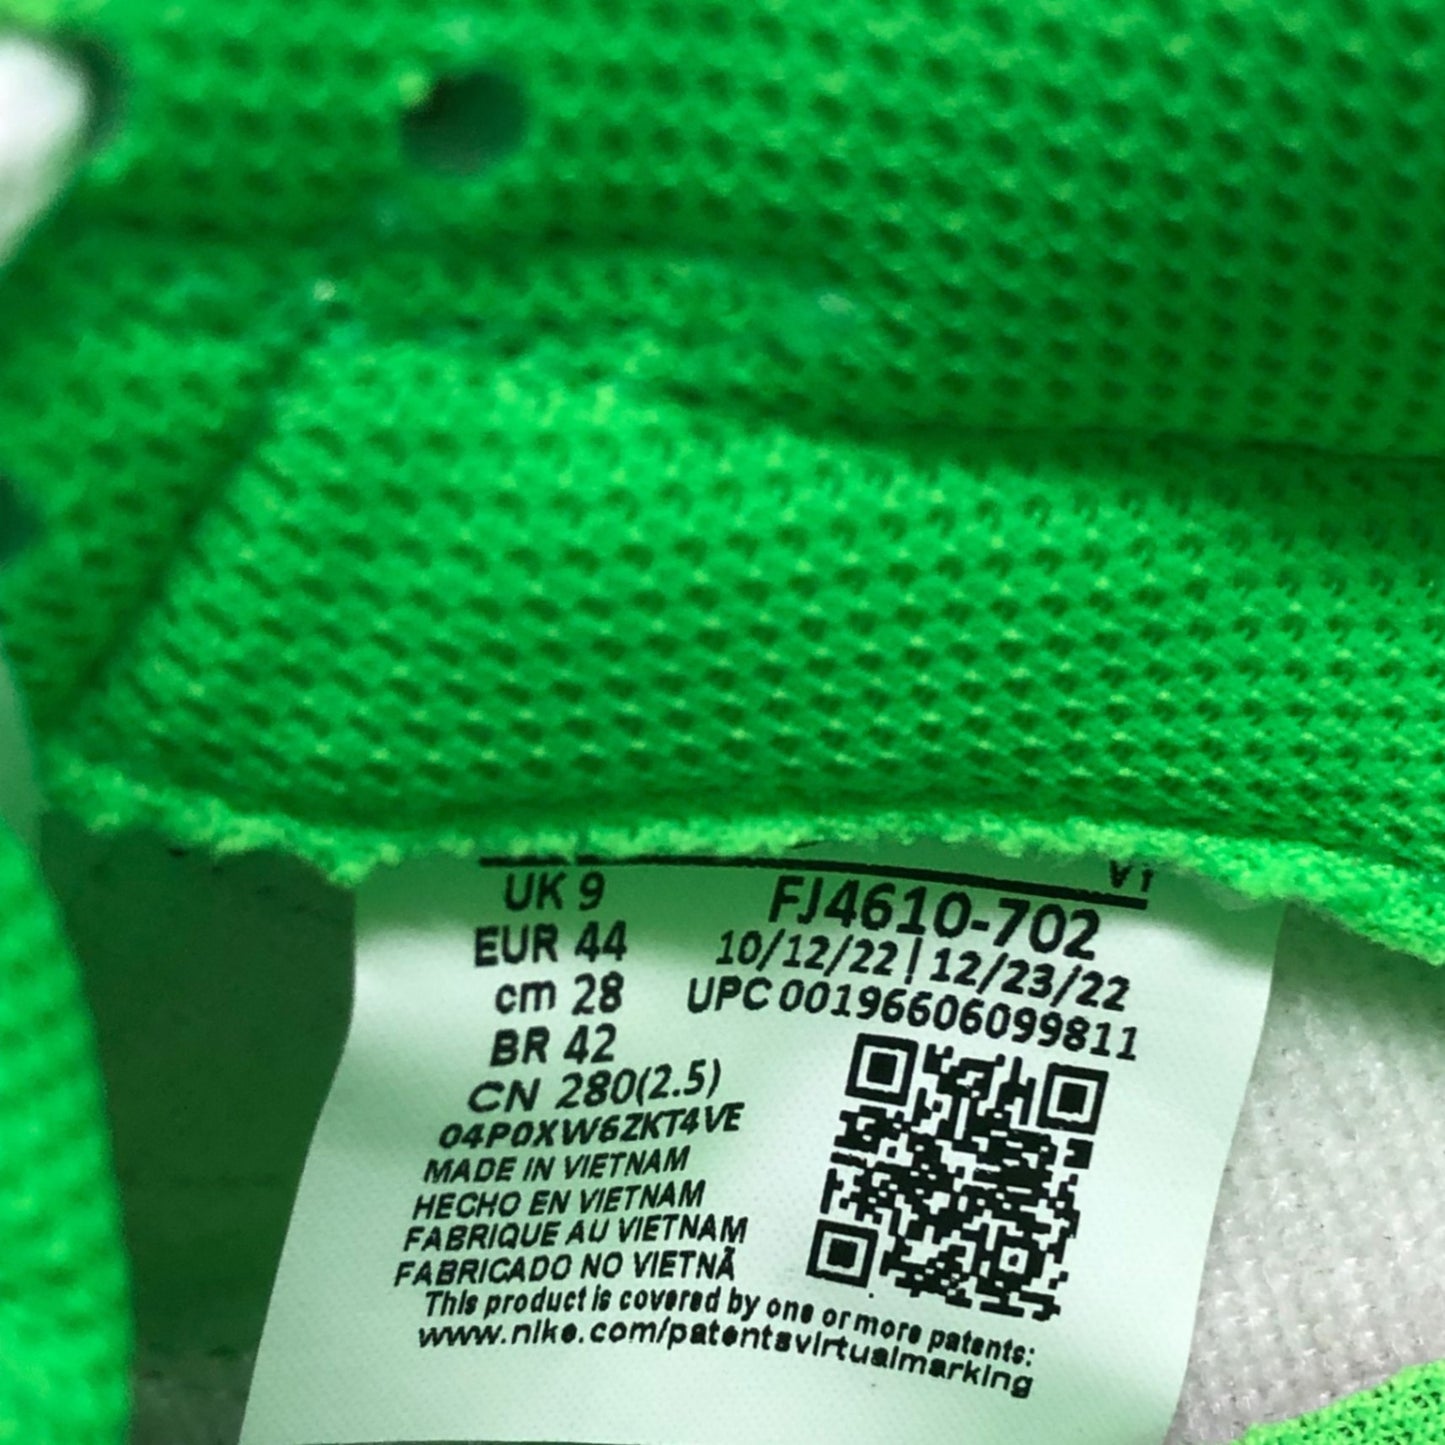 UK 9
EUR 44
cm 28
BR 42
CN 280(2.5)
04P0XW6ZKT4VE
MADE IN VIETNAM
HECHO EN VIETNAM
FABRIQUE AU VIETNAM
FABRICADO NO VIETNÃ
V1
FJ4610-702
10/12/22 | 12/23/22
UPC 00196606099811
This product is covered by one or more patents:
www.nike.com/patentsvirtualmarking